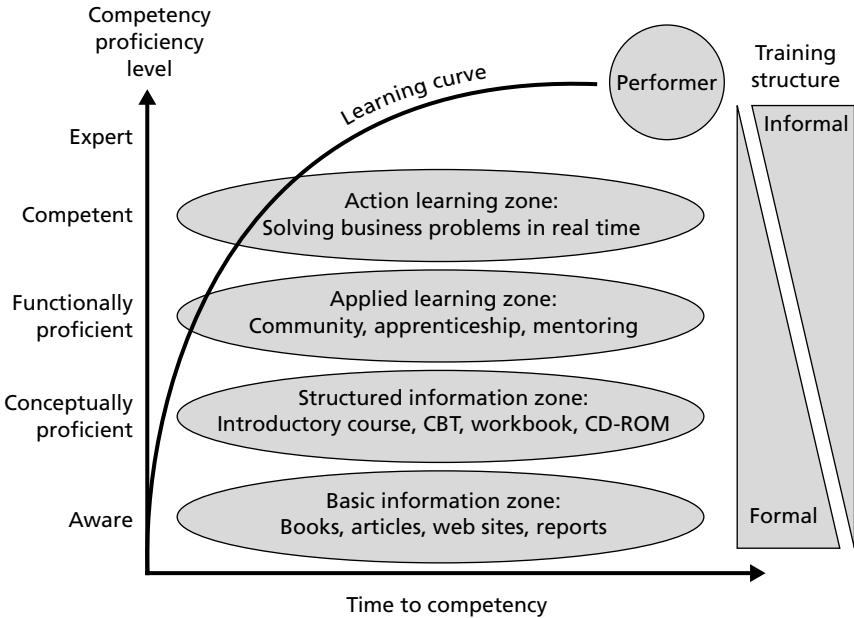 Competency
proficiency
level
Learning curve
Performer
Training
structure
Expert
Informal
Competent
Action learning zone:
Solving business problems in real time
Functionally
proficient
Applied learning zone:
Community, apprenticeship, mentoring
Conceptually
proficient
Structured information zone:
Introductory course, CBT, workbook, CD-ROM
Aware
Basic information zone:
Books, articles, web sites, reports
Formal
Time to competency